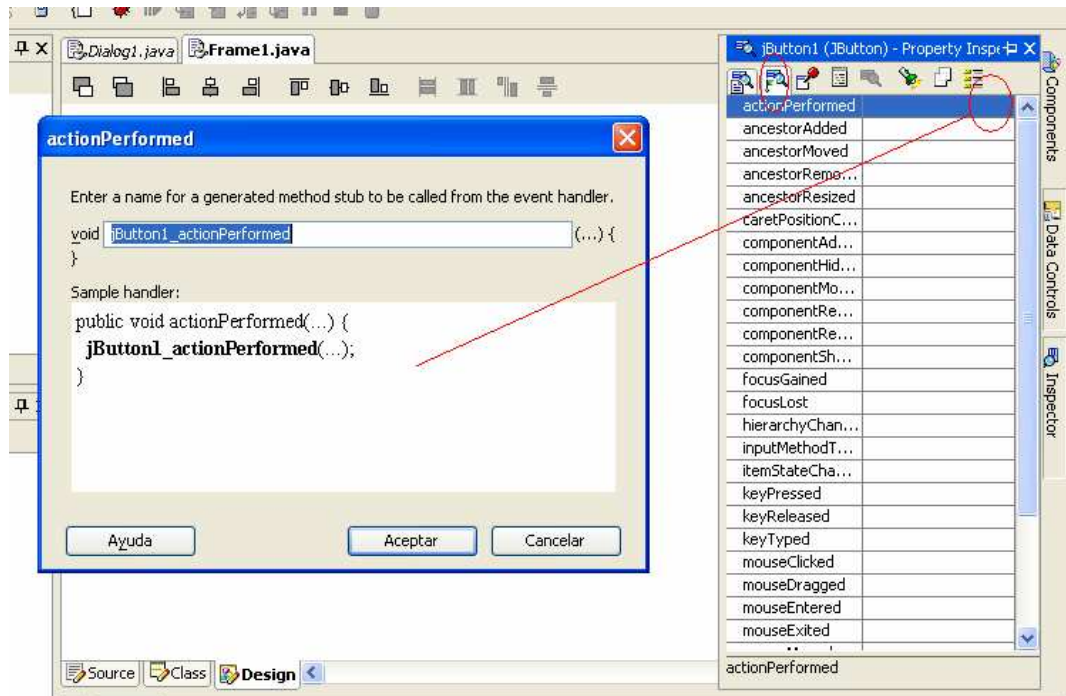 Dialog1.java
Frame1.java
actionPerformed
Enter a name for a generated method stub to be called from the event handler.
void jButton1_actionPerformed (...) {
}
Sample handler:
public void actionPerformed(...) {
jButton1_actionPerformed(...);
}
Ayuda
Aceptar
Cancelar
Source
Class
Design
jButton1 (JButton) - Property Inspe
actionPerformed
ancestorAdded
ancestorMoved
ancestorRemo...
ancestorResized
caretPositionC...
componentAd...
componentHid...
componentMo...
componentRe...
componentRe...
componentSh...
focusGained
focusLost
hierarchyChan...
inputMethodT...
itemStateCha...
keyPressed
keyReleased
keyTyped
mouseClicked
mouseDragged
mouseEntered
mouseExited
actionPerformed
Components
Data Controls
Inspector